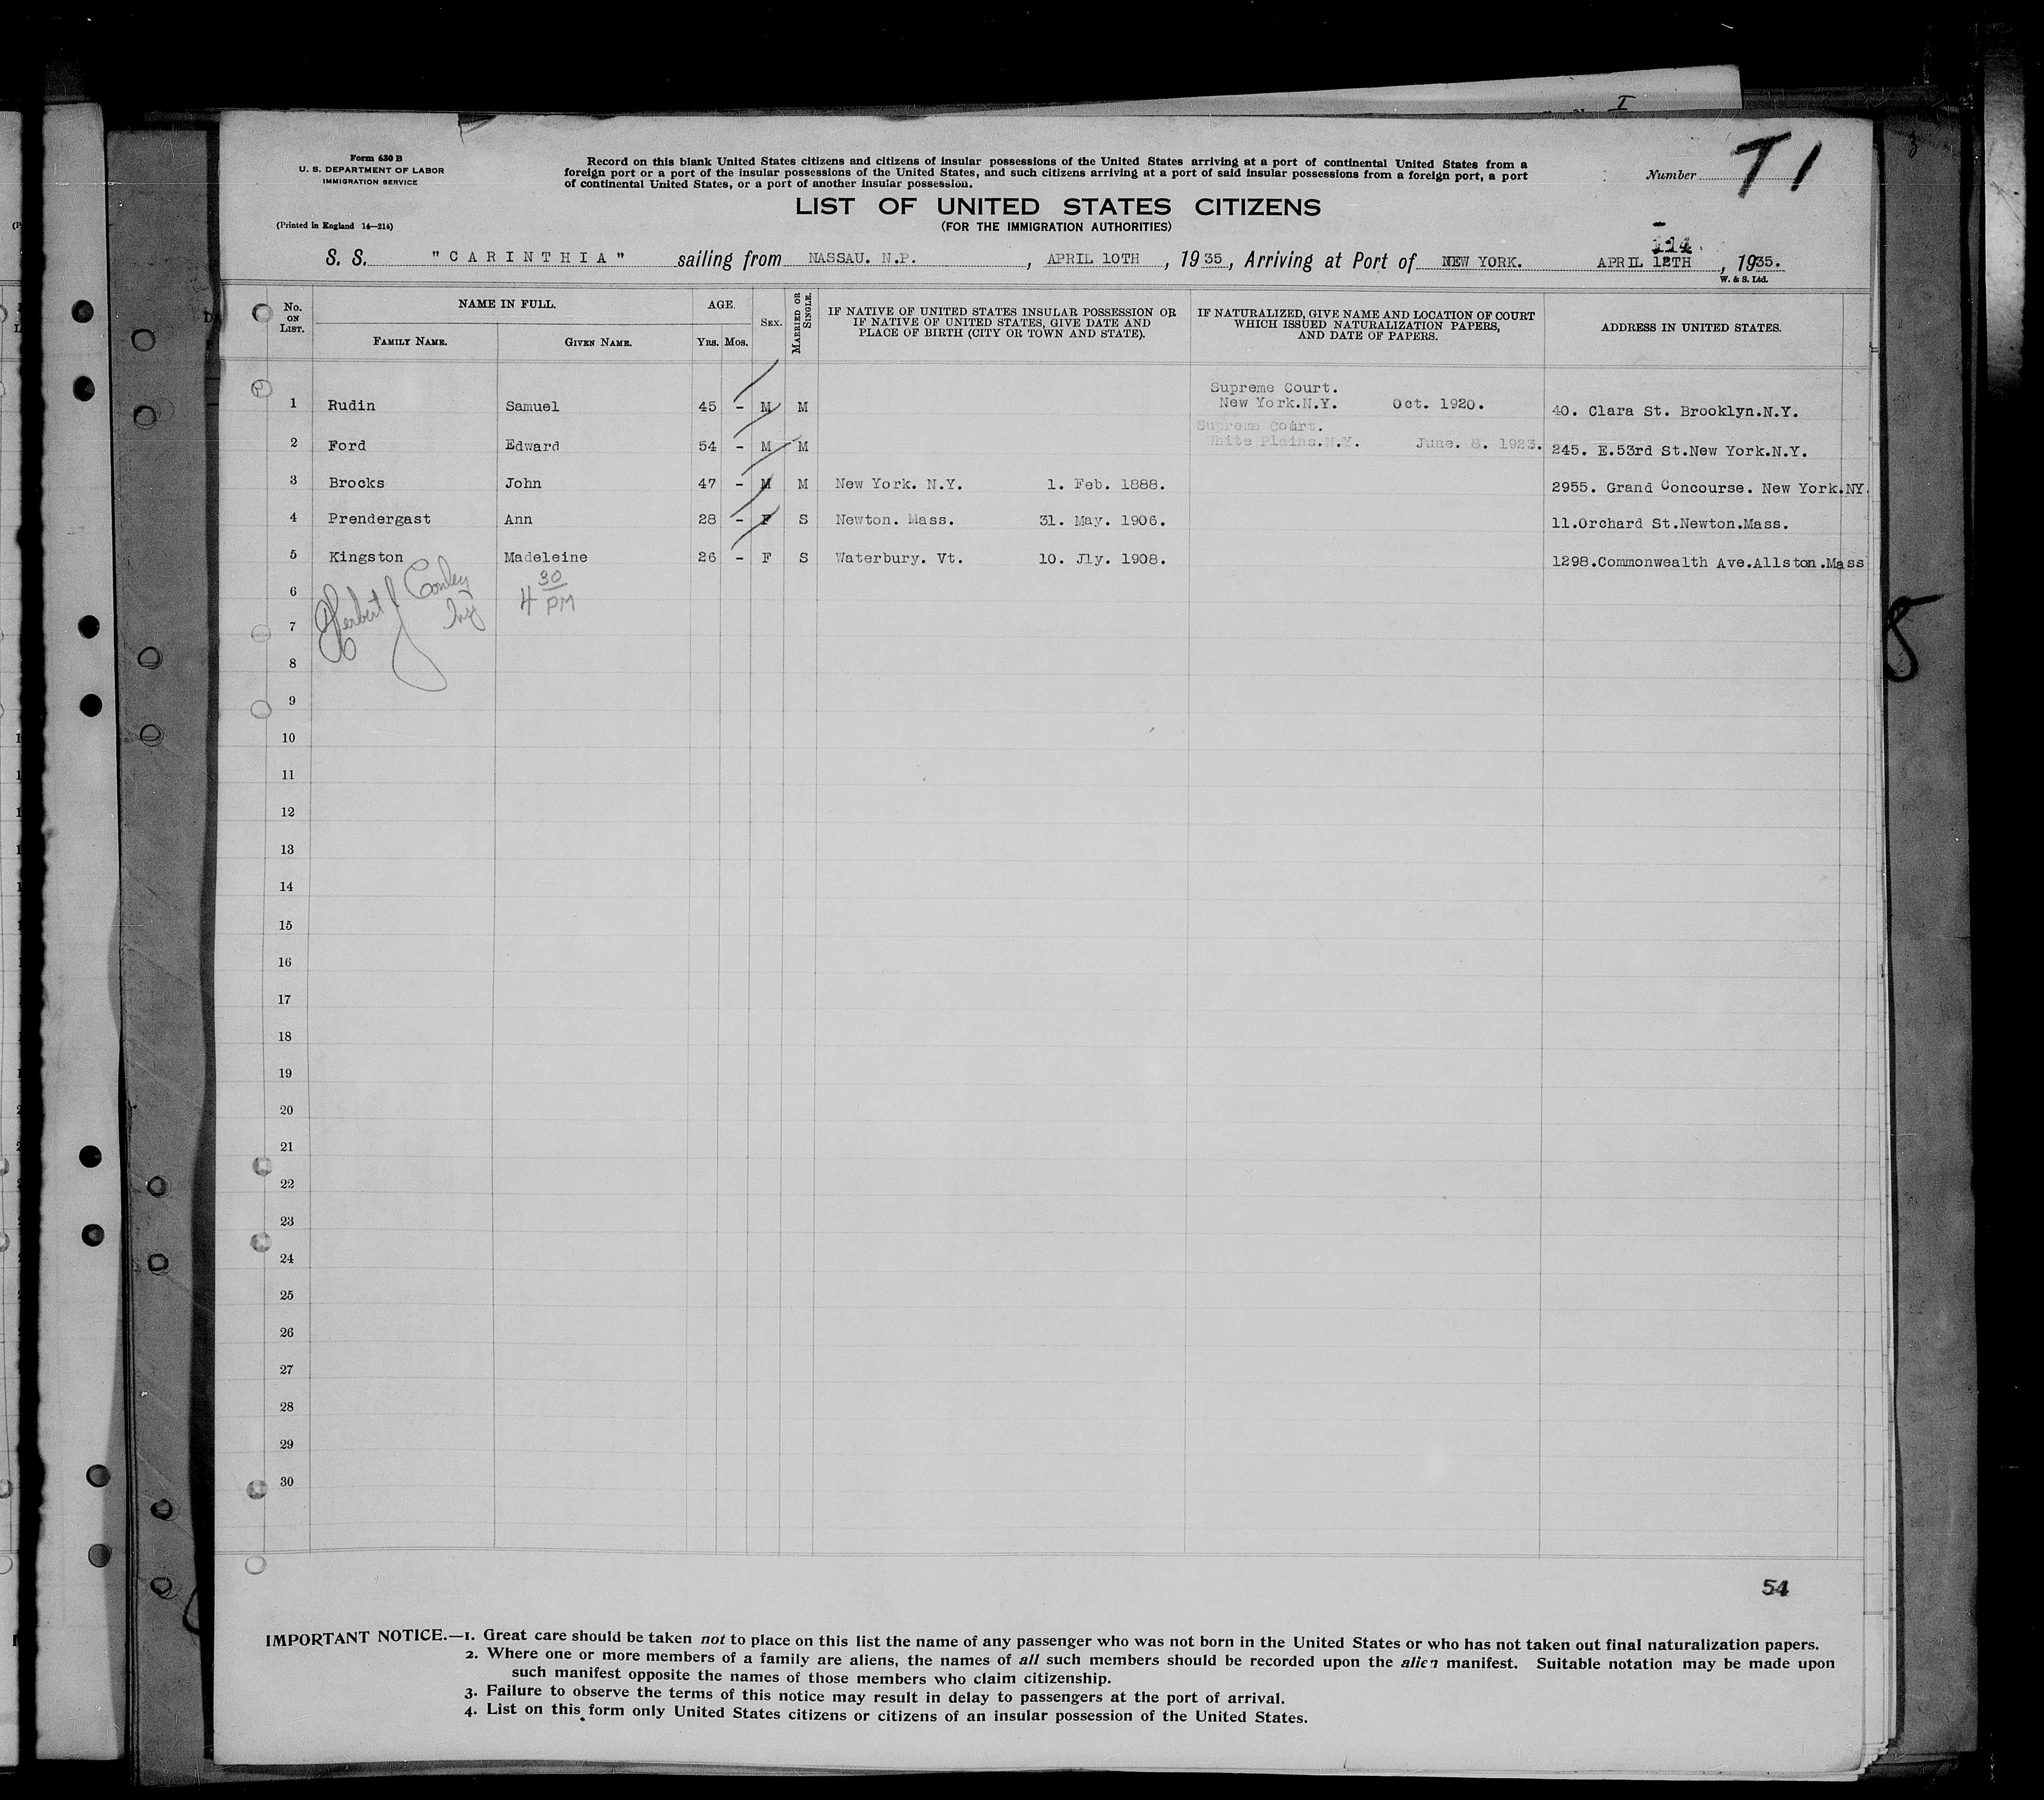 I
Form 630 B
U. S. DEPARTMENT OF LABOR
IMMIGRATION SERVICE
(Printed in England 14—214)
Record on this blank United States citizens and citizens of insular possessions of the United States arriving at a port of continental United States from a
foreign port or a port of the insular possessions of the United States, and such citizens arriving at a port of said insular possessions from a foreign port, a port
of continental United States, or a port of another insular possession.
Number T1
LIST OF UNITED STATES CITIZENS
(FOR THE IMMIGRATION AUTHORITIES)
114.
S. S. "CARINTHIA" sailing from NASSAU. N.P. , APRIL 10TH , 1935, Arriving at Port of NEW YORK. APRIL 12TH , 1935.
W. & S. Ltd.
No. ON LIST.
NAME IN FULL.
FAMILY NAME. GIVEN NAME.
AGE.
YRS. MOS.
SEX.
MARRIED OR SINGLE.
IF NATIVE OF UNITED STATES INSULAR POSSESSION OR
IF NATIVE OF UNITED STATES, GIVE DATE AND
PLACE OF BIRTH (CITY OR TOWN AND STATE).
IF NATURALIZED, GIVE NAME AND LOCATION OF COURT
WHICH ISSUED NATURALIZATION PAPERS,
AND DATE OF PAPERS.
ADDRESS IN UNITED STATES.
Supreme Court.
1 Rudin Samuel 45 - M M New York.N.Y. Oct. 1920. 40. Clara St. Brooklyn.N.Y.
Supreme Court.
2 Ford Edward 54 - M M White Plains.N.Y. June. 8. 1923. 245. E.53rd St.New York.N.Y.
3 Brocks John 47 - M M New York. N.Y. 1. Feb. 1888. 2955. Grand Concourse. New York.NY.
4 Prendergast Ann 28 - F S Newton. Mass. 31. May. 1906. 11.Orchard St.Newton.Mass.
5 Kingston Madeleine 26 - F S Waterbury. Vt. 10. Jly. 1908. 1298.Commonwealth Ave.Allston.Mass
Herbert J Conley
4 30 PM
6
7
8
9
10
11
12
13
14
15
16
17
18
19
20
21
22
23
24
25
26
27
28
29
30
54
IMPORTANT NOTICE.—1. Great care should be taken not to place on this list the name of any passenger who was not born in the United States or who has not taken out final naturalization papers.
2. Where one or more members of a family are aliens, the names of all such members should be recorded upon the alien manifest. Suitable notation may be made upon
such manifest opposite the names of those members who claim citizenship.
3. Failure to observe the terms of this notice may result in delay to passengers at the port of arrival.
4. List on this form only United States citizens or citizens of an insular possession of the United States.